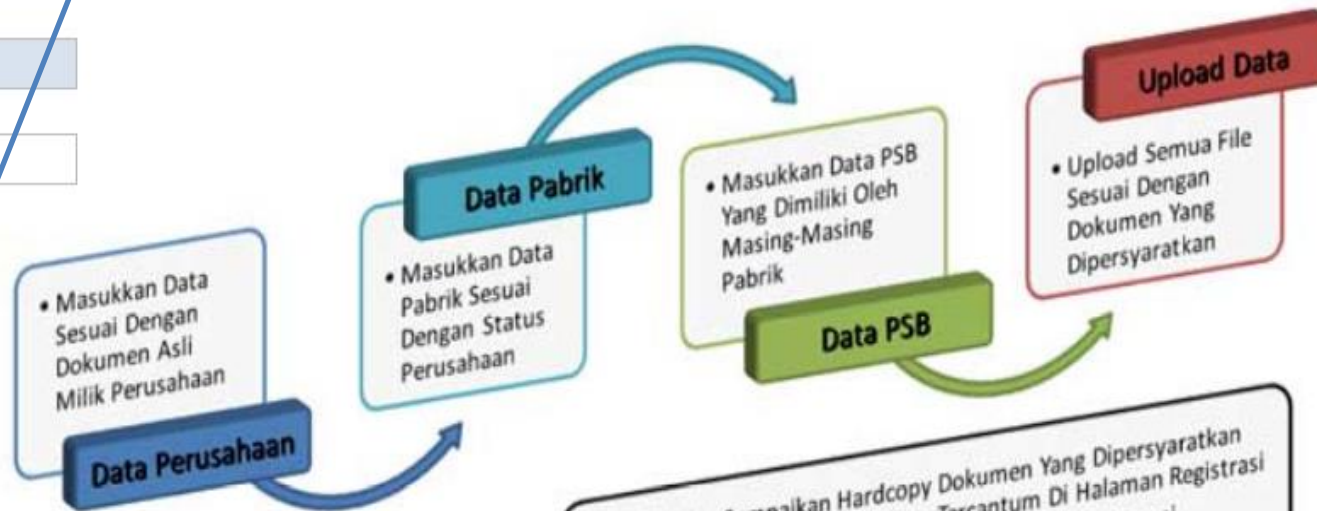 • Masukkan Data
Sesuai Dengan
Dokumen Asli
Milik Perusahaan
Data Perusahaan
Data Pabrik
• Masukkan Data
Pabrik Sesuai
Dengan Status
Perusahaan
• Masukkan Data PSB
Yang Dimiliki Oleh
Masing-Masing
Pabrik
Data PSB
Upload Data
• Upload Semua File
Sesuai Dengan
Dokumen Yang
Dipersyaratkan
Hardcopy Dokumen Yang Dipersyaratkan
Tercantum Di Halaman Registrasi